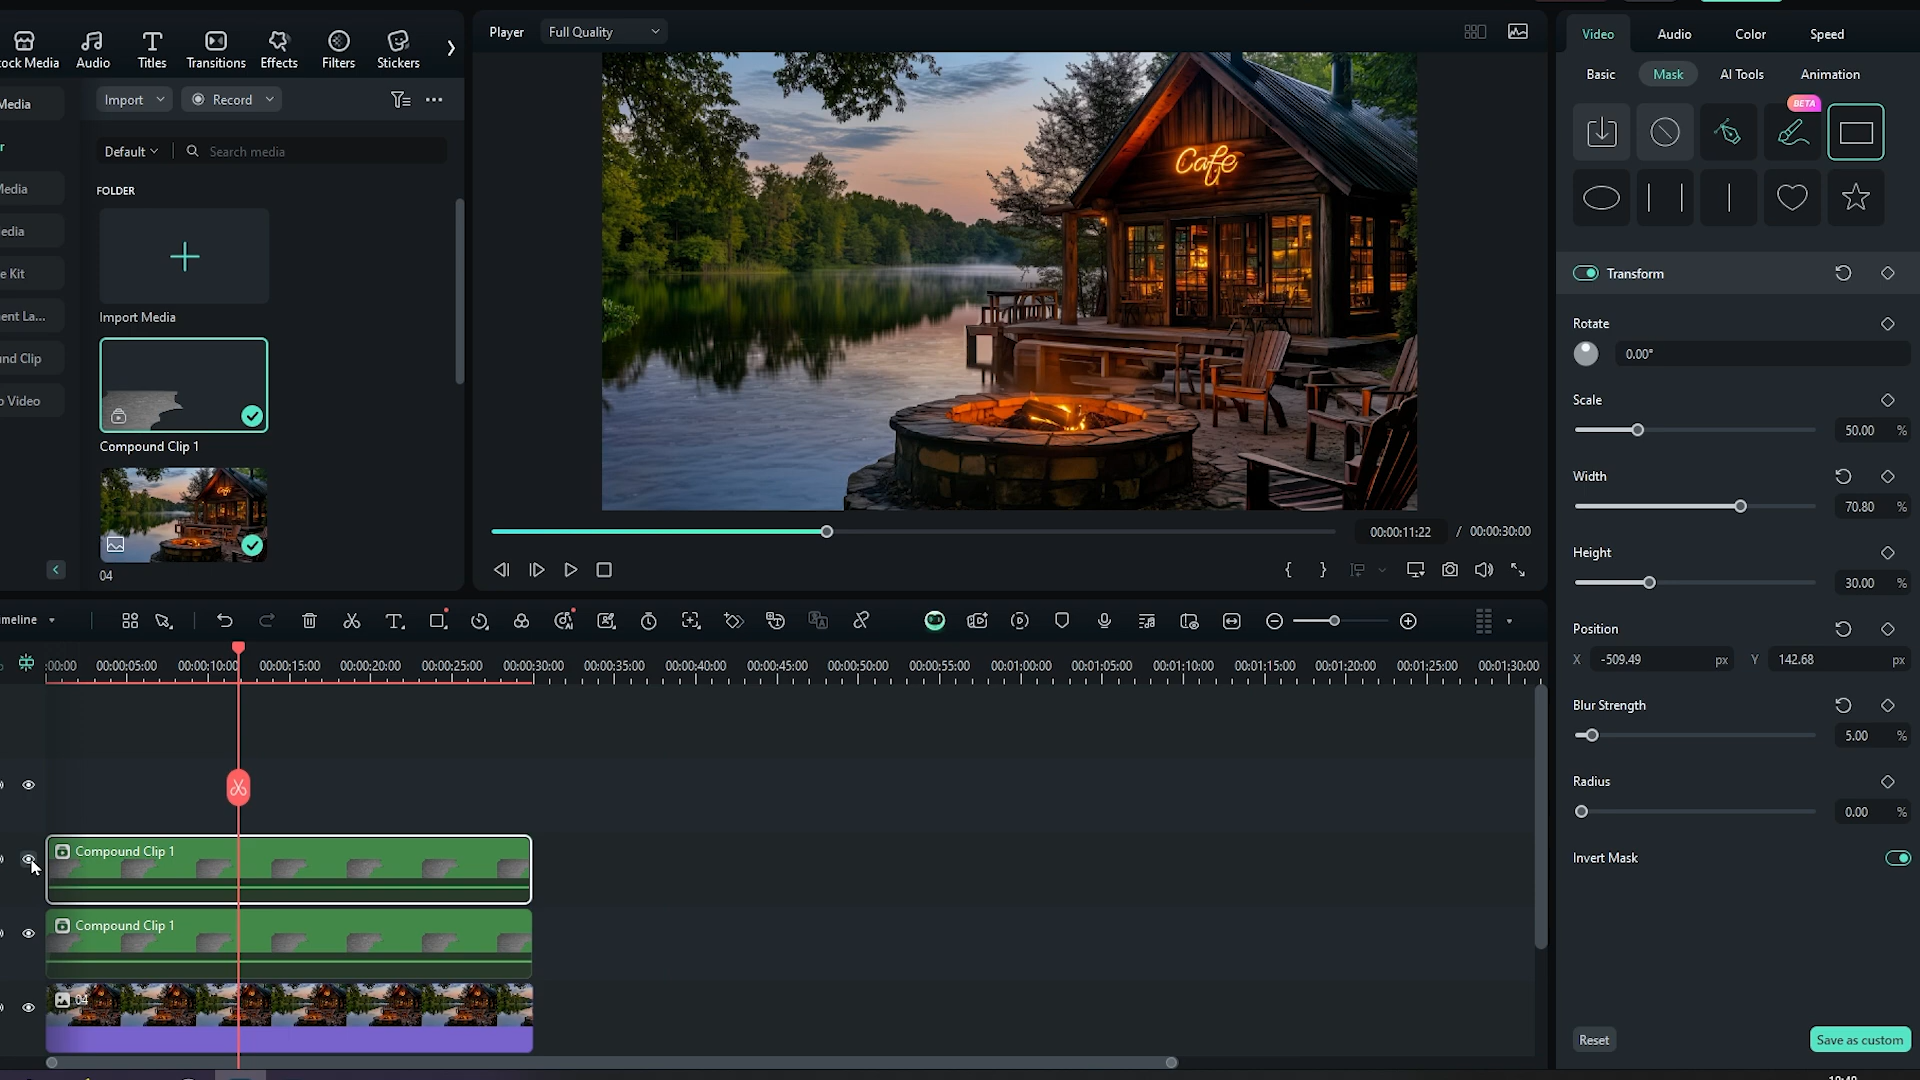 ock Media
Audio
Titles
Transitions
Effects
Filters
Stickers
Player
Full Quality
Video
Audio
Color
Speed
Basic
Mask
AI Tools
Animation
BETA
Media
Import
Record
r
Default
Search media
Media
FOLDER
edia
e Kit
ent La...
nd Clip
o Video
Import Media
Compound Clip 1
04
Cafe
00:00:11:22 / 00:00:30:00
Transform
Rotate
0.00°
Scale
50.00 %
Width
70.80 %
Height
30.00 %
Position
X -509.49 px Y 142.68 px
Blur Strength
5.00 %
Radius
0.00 %
Invert Mask
Reset
Save as custom
meline
:00:00 00:00:05:00 00:00:10:00 00:00:15:00 00:00:20:00 00:00:25:00 00:00:30:00 00:00:35:00 00:00:40:00 00:00:45:00 00:00:50:00 00:00:55:00 00:01:00:00 00:01:05:00 00:01:10:00 00:01:15:00 00:01:20:00 00:01:25:00 00:01:30:00
Compound Clip 1
Compound Clip 1
04